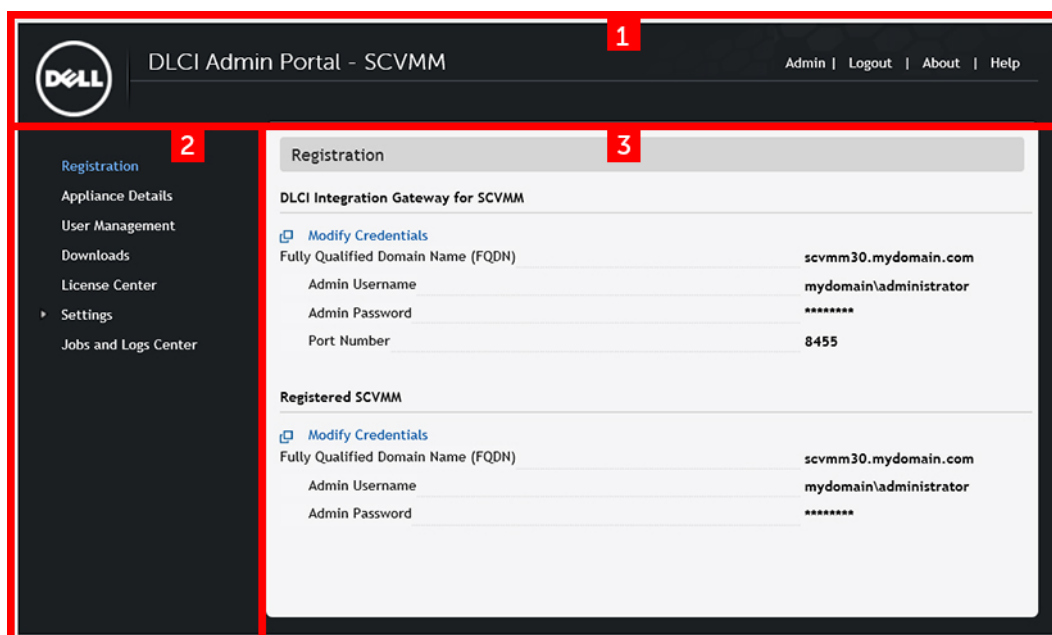 1
DELL
DLCI Admin Portal - SCVMM
Admin | Logout | About | Help
2
Registration
Appliance Details
User Management
Downloads
License Center
Settings
Jobs and Logs Center
3
Registration
DLCI Integration Gateway for SCVMM
Modify Credentials
Fully Qualified Domain Name (FQDN) scvmm30.mydomain.com
Admin Username mydomain\administrator
Admin Password ********
Port Number 8455
Registered SCVMM
Modify Credentials
Fully Qualified Domain Name (FQDN) scvmm30.mydomain.com
Admin Username mydomain\administrator
Admin Password ********